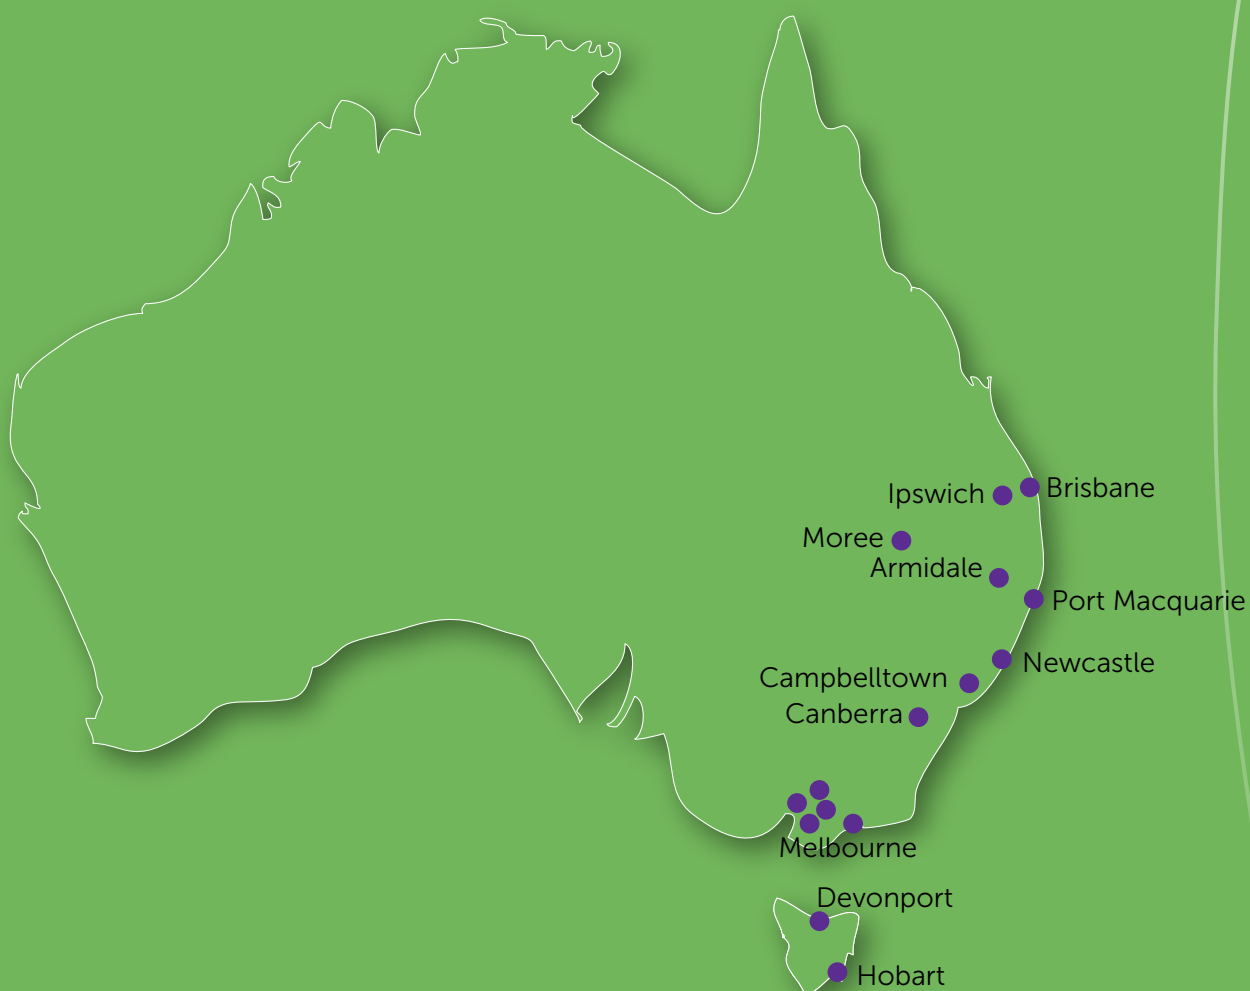 Ipswich
Brisbane
Moree
Armidale
Port Macquarie
Newcastle
Campbelltown
Canberra
Melbourne
Devonport
Hobart